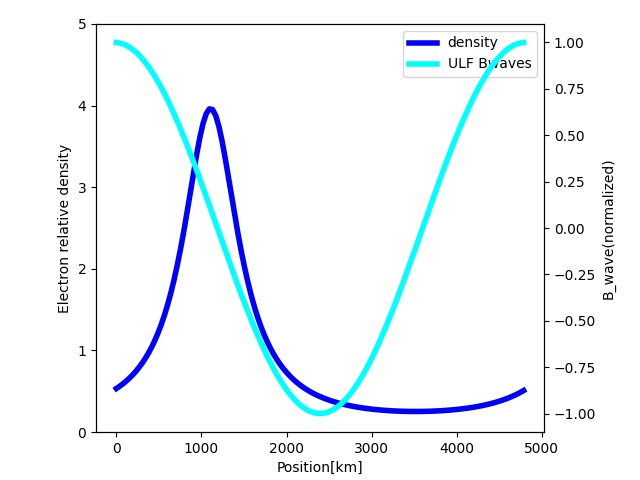 density
ULF Bwaves
5
4
3
2
1
0
Electron relative density
1.00
0.75
0.50
0.25
0.00
−0.25
−0.50
−0.75
−1.00
B_wave(normalized)
0 1000 2000 3000 4000 5000
Position[km]